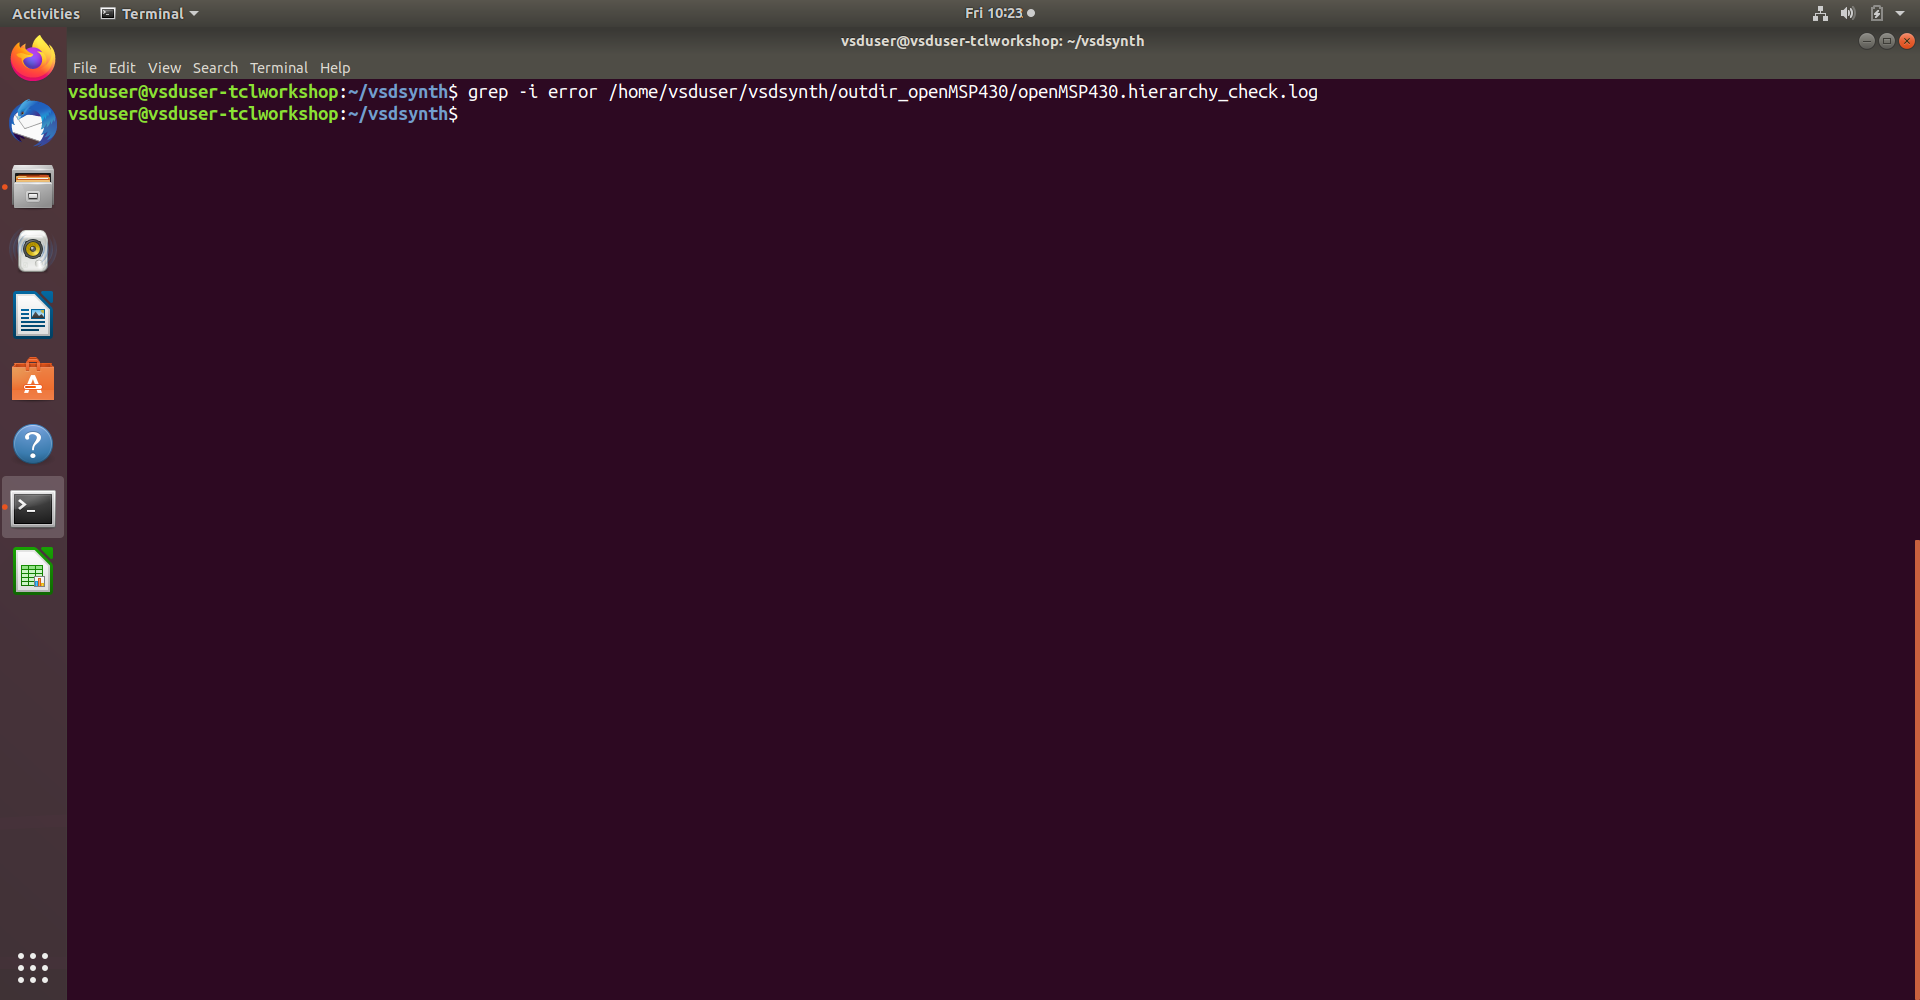 Activities Terminal Fri 10:23
vsduser@vsduser-tclworkshop: ~/vsdsynth
File Edit View Search Terminal Help
vsduser@vsduser-tclworkshop:~/vsdsynth$ grep -i error /home/vsduser/vsdsynth/outdir_openMSP430/openMSP430.hierarchy_check.log
vsduser@vsduser-tclworkshop:~/vsdsynth$